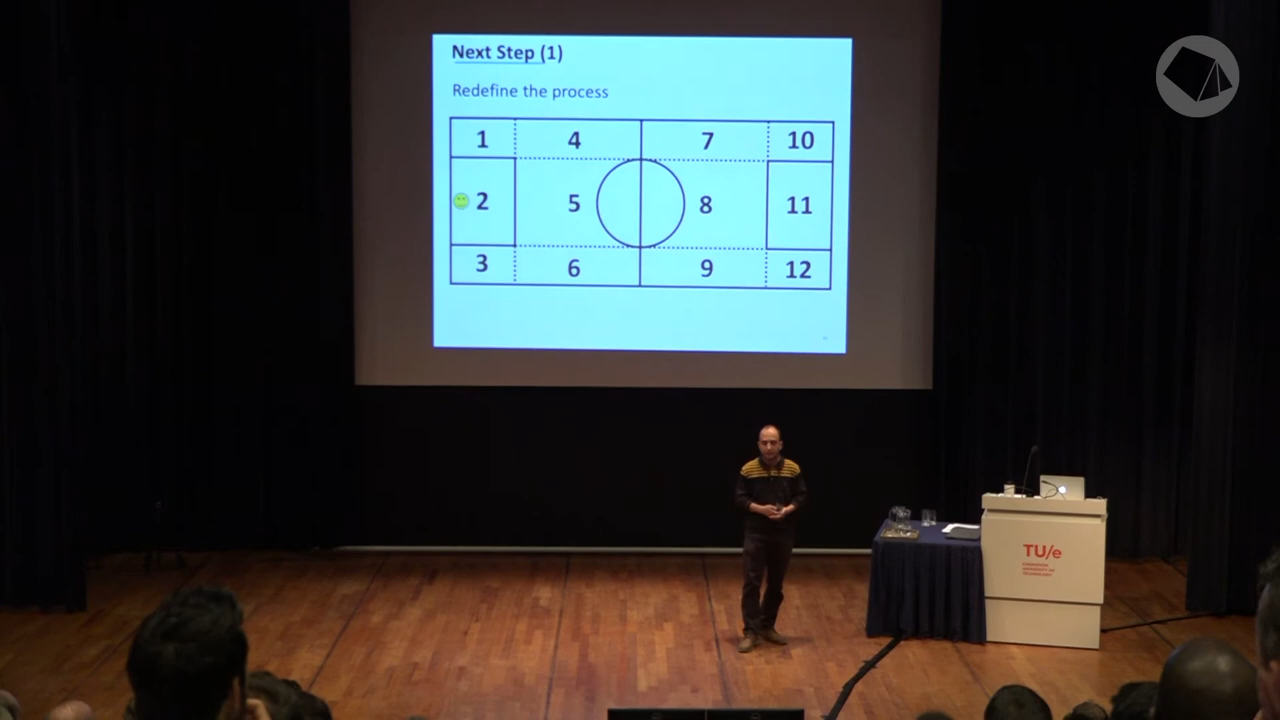 Next Step (1)
Redefine the process
1 4 7 10
2 5 8 11
3 6 9 12
TU/e